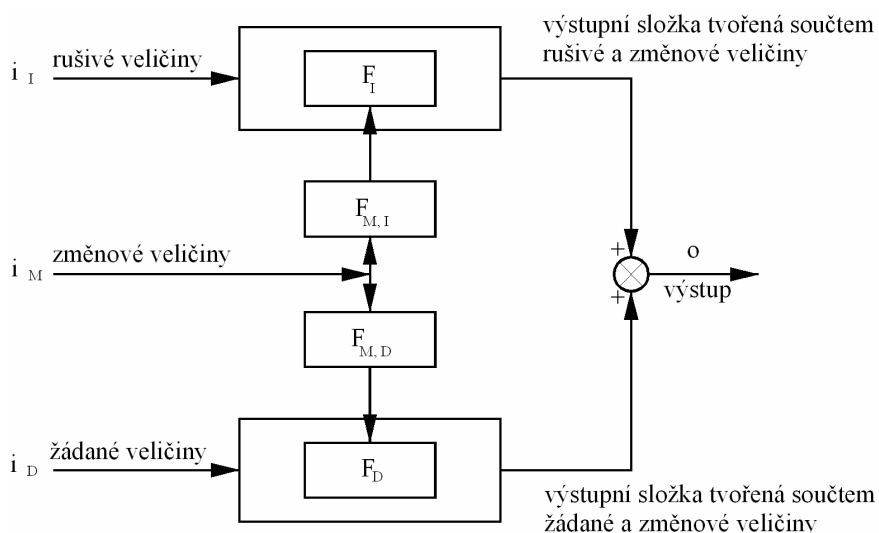 výstupní složka tvořená součtem
rušivé a změnové veličiny
i I
rušivé veličiny
F I
F M, I
i M
změnové veličiny
+
o
+
výstup
F M, D
i D
žádané veličiny
F D
výstupní složka tvořená součtem
žádané a změnové veličiny